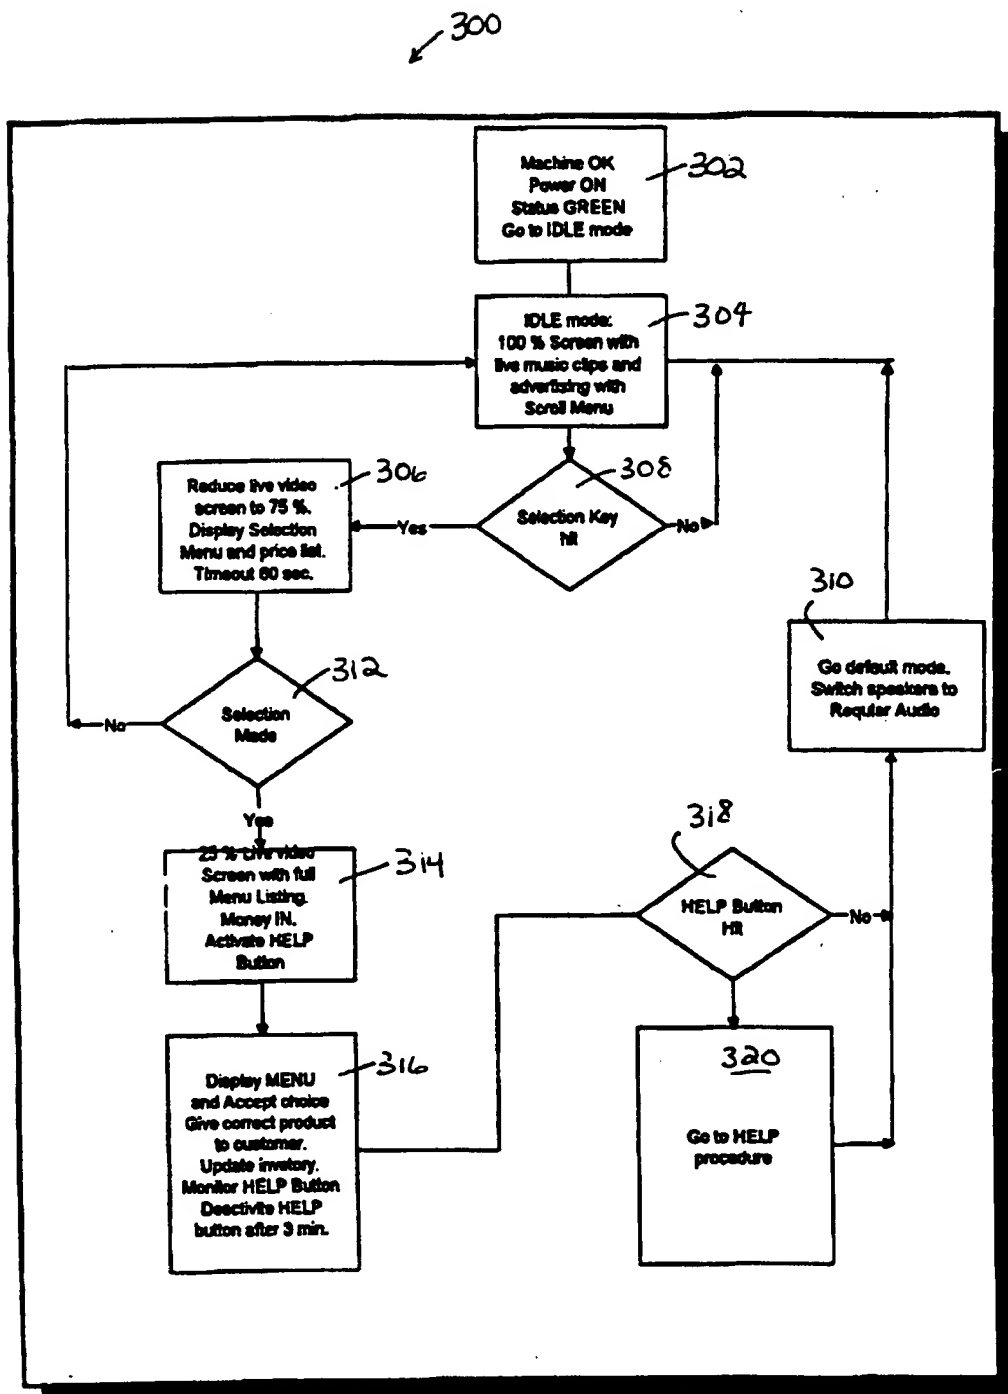 300
Machine OK
Power ON
Status GREEN
Go to IDLE mode
302
IDLE mode:
100 % Screen with
live music clips and
advertising with
Scroll Menu
304
Reduce live video
screen to 75 %.
Display Selection
Menu and price list.
Timeout 60 sec.
306
Yes
Selection Key
hit
308
No
310
Go default mode.
Switch speakers to
Reqular Audio
Selection
Made
312
No
Yes
25 % Live video
Screen with full
Menu Listing.
Money IN.
Activate HELP
Button
314
318
HELP Button
Hit
No
Display MENU
and Accept choice
Give correct product
to customer.
Update invetory.
Monitor HELP Button
Deectivite HELP
button after 3 min.
316
320
Go to HELP
procedure